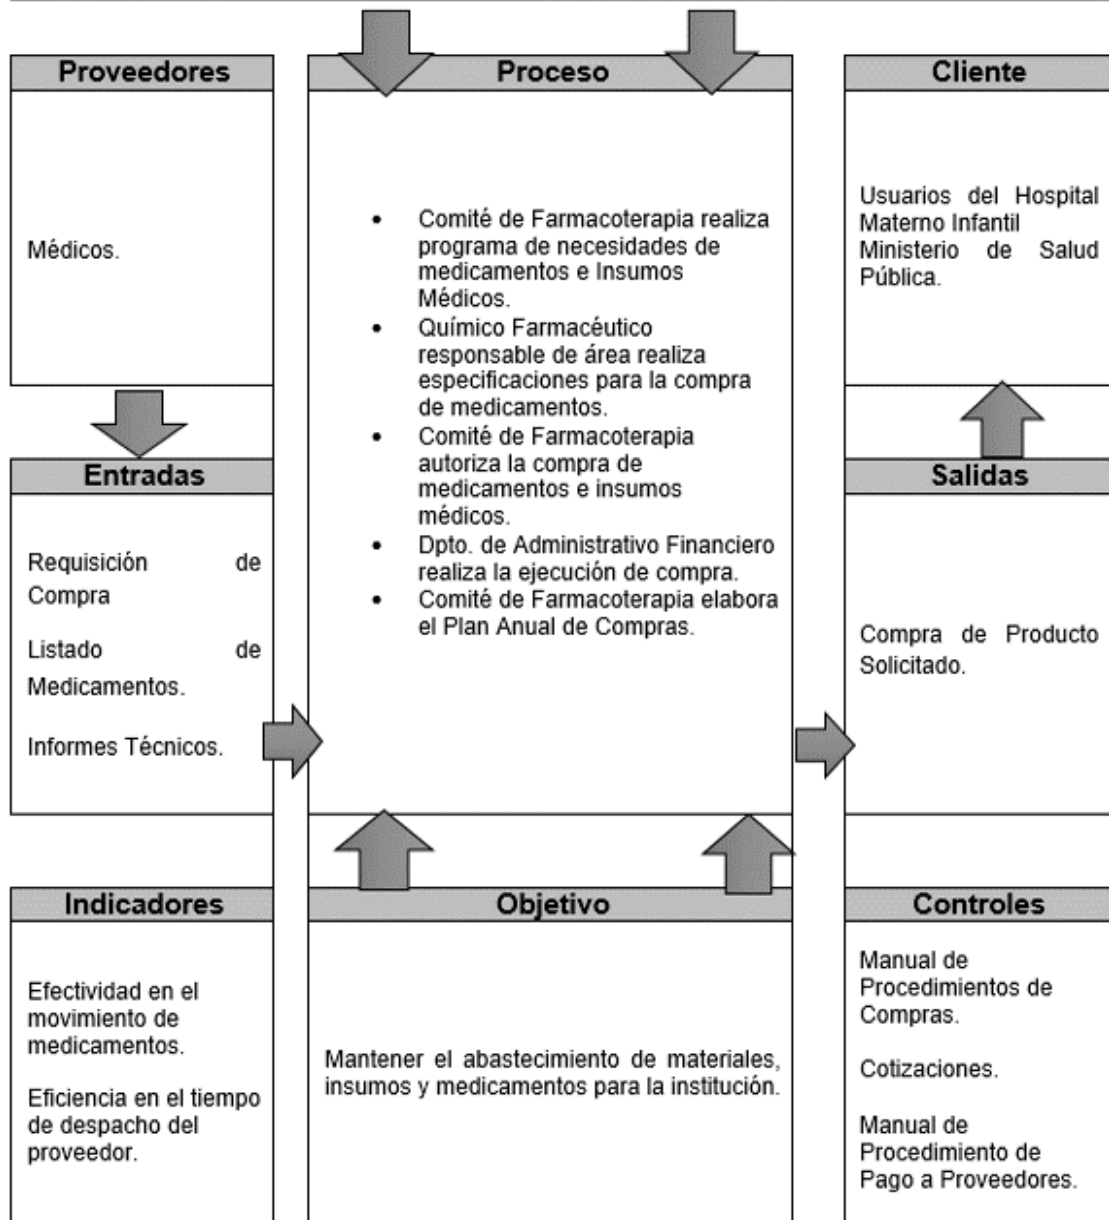 Proveedores
Médicos.
Entradas
Requisición de
Compra
Listado de
Medicamentos.
Informes Técnicos.
Indicadores
Efectividad en el
movimiento de
medicamentos.
Eficiencia en el tiempo
de despacho del
proveedor.
Proceso
• Comité de Farmacoterapia realiza
programa de necesidades de
medicamentos e Insumos
Médicos.
• Químico Farmacéutico
responsable de área realiza
especificaciones para la compra
de medicamentos.
• Comité de Farmacoterapia
autoriza la compra de
medicamentos e insumos
médicos.
• Dpto. de Administrativo Financiero
realiza la ejecución de compra.
• Comité de Farmacoterapia elabora
el Plan Anual de Compras.
Objetivo
Mantener el abastecimiento de materiales,
insumos y medicamentos para la institución.
Cliente
Usuarios del Hospital
Materno Infantil
Ministerio de Salud
Pública.
Salidas
Compra de Producto
Solicitado.
Controles
Manual de
Procedimientos de
Compras.
Cotizaciones.
Manual de
Procedimiento de
Pago a Proveedores.